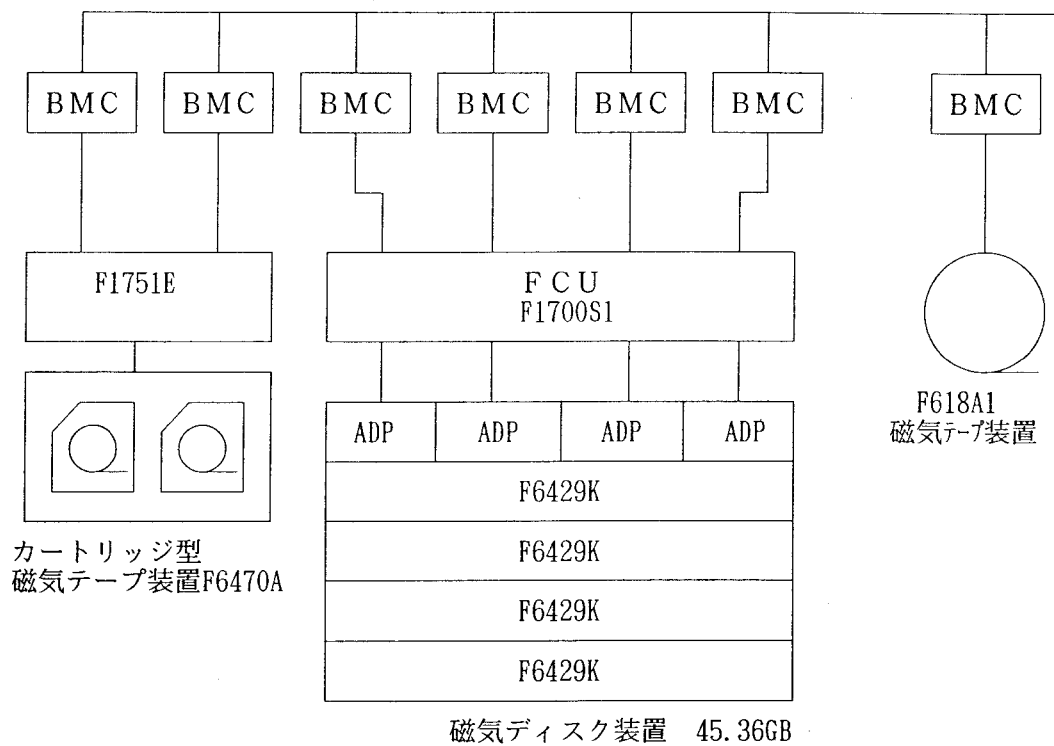 BMC BMC BMC BMC BMC BMC BMC
F1751E
FCU
F1700S1
ADP ADP ADP ADP
F6429K
F6429K
F6429K
F6429K
カートリッジ型
磁気テープ装置F6470A
磁気ディスク装置 45.36GB
F618A1
磁気テープ装置